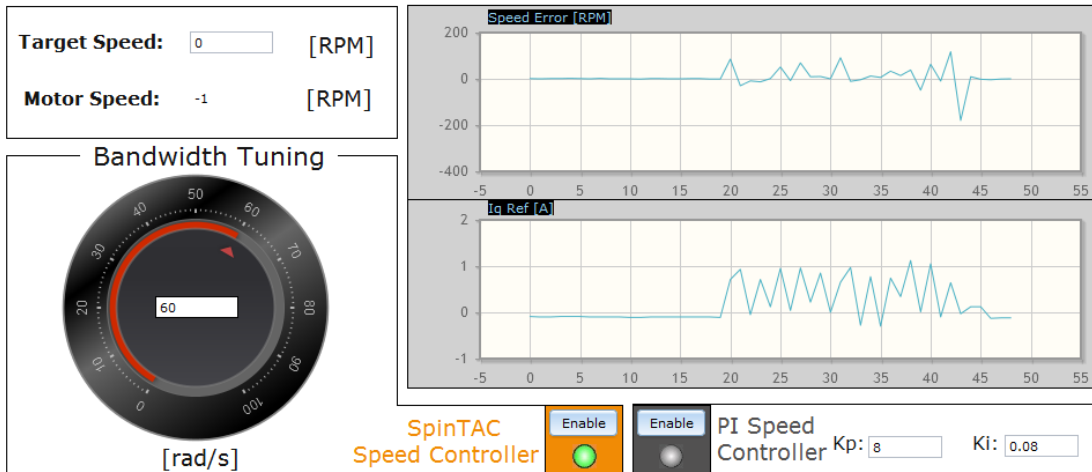 Target Speed: 0 [RPM]
Motor Speed: -1 [RPM]
Bandwidth Tuning
0 10 20 30 40 50 60 70 80 90 100
60
[rad/s]
Speed Error [RPM]
200
0
-200
-400
-5 0 5 10 15 20 25 30 35 40 45 50 55
Iq Ref [A]
2
1
0
-1
-5 0 5 10 15 20 25 30 35 40 45 50 55
SpinTAC
Speed Controller
Enable
Enable
PI Speed
Controller
Kp: 8
Ki: 0.08